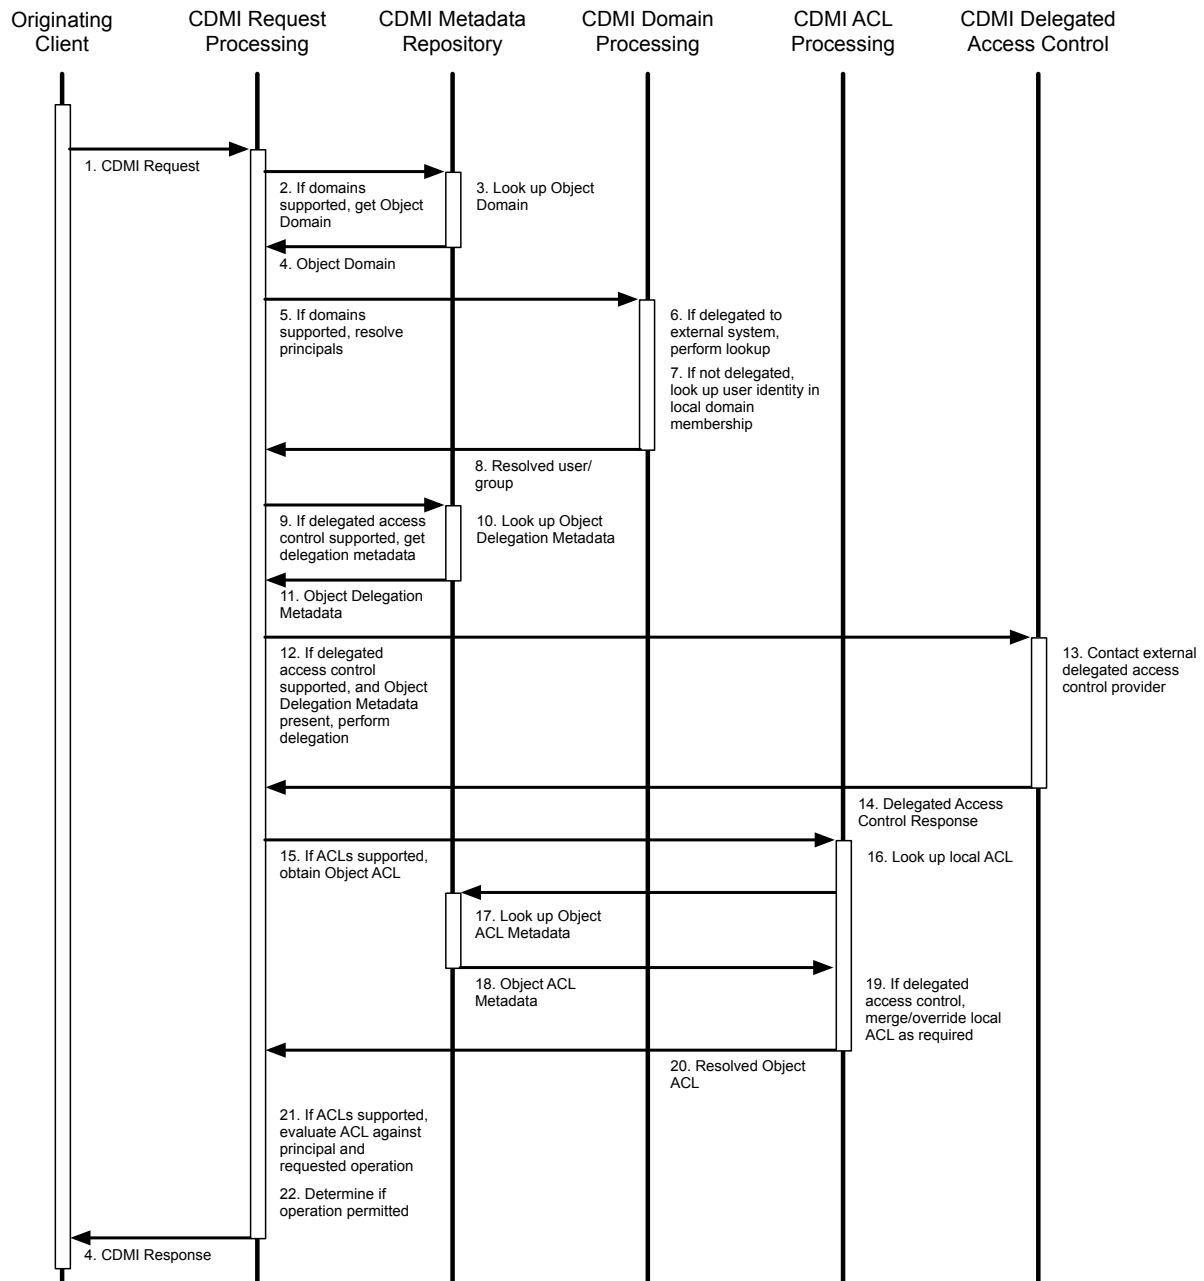 Originating
Client
CDMI Request
Processing
CDMI Metadata
Repository
CDMI Domain
Processing
CDMI ACL
Processing
CDMI Delegated
Access Control
1. CDMI Request
2. If domains
supported, get Object
Domain
3. Look up Object
Domain
4. Object Domain
5. If domains
supported, resolve
principals
6. If delegated to
external system,
perform lookup
7. If not delegated,
look up user identity in
local domain
membership
8. Resolved user/
group
9. If delegated access
control supported, get
delegation metadata
10. Look up Object
Delegation Metadata
11. Object Delegation
Metadata
12. If delegated
access control
supported, and Object
Delegation Metadata
present, perform
delegation
13. Contact external
delegated access
control provider
14. Delegated Access
Control Response
15. If ACLs supported,
obtain Object ACL
16. Look up local ACL
17. Look up Object
ACL Metadata
18. Object ACL
Metadata
19. If delegated
access control,
merge/override local
ACL as required
20. Resolved Object
ACL
21. If ACLs supported,
evaluate ACL against
principal and
requested operation
22. Determine if
operation permitted
4. CDMI Response